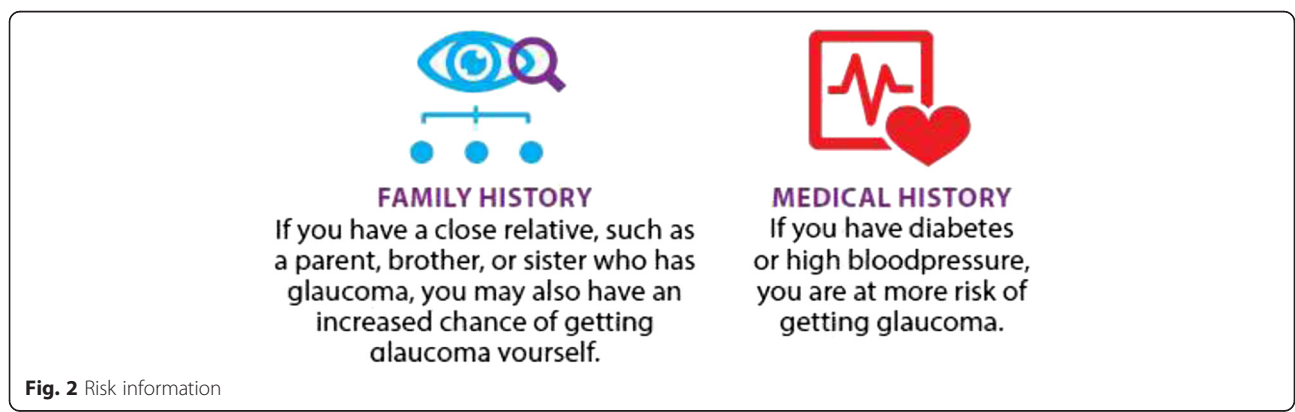 FAMILY HISTORY
If you have a close relative, such as
a parent, brother, or sister who has
glaucoma, you may also have an
increased chance of getting
glaucoma yourself.
MEDICAL HISTORY
If you have diabetes
or high bloodpressure,
you are at more risk of
getting glaucoma.
Fig. 2 Risk information